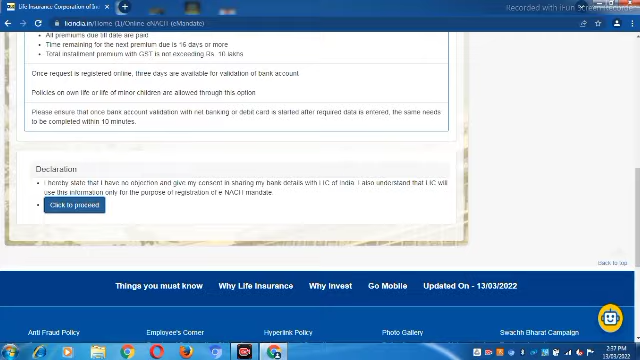 Recorded with iFun Screen Recorder
Life Insurance Corporation of Ind
licindia.in/Home (1)/Online eNACH (eMandate)
All premiums due till date are paid
Time remaining for the next premium due is 16 days or more
Total installment premium with GST is not exceeding Rs. 10 lakhs
Once request is registered online, three days are available for validation of bank account
Policies on own life or life of minor children are allowed through this option
Please ensure that once bank account validation with net banking or debit card is started after required data is entered, the same needs
to be completed within 10 minutes.
Declaration
I hereby state that I have no objection and give my consent in sharing my bank details with LIC of India. I also understand that LIC will
use this information only for the purpose of registration of e NACH mandate.
Click to proceed
Back to top
Things you must know Why Life Insurance Why Invest Go Mobile Updated On - 13/03/2022
Anti Fraud Policy Employee's Corner Hyperlink Policy Photo Gallery Swachh Bharat Campaign
2:37 PM
13/03/2022